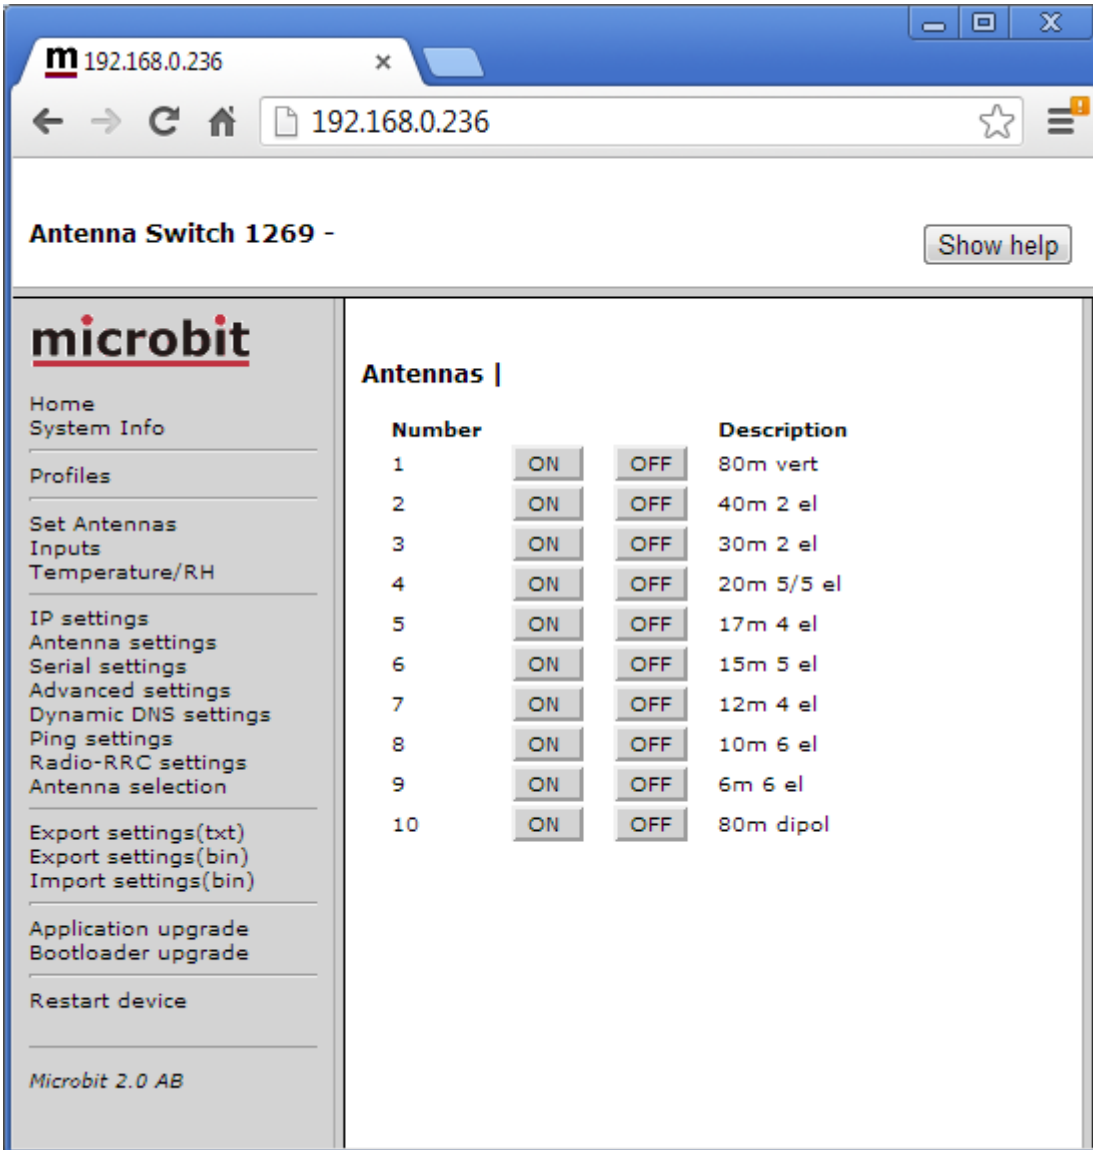 m 192.168.0.236
192.168.0.236
Antenna Switch 1269 -
Show help
microbit
Home
System Info
Profiles
Set Antennas
Inputs
Temperature/RH
IP settings
Antenna settings
Serial settings
Advanced settings
Dynamic DNS settings
Ping settings
Radio-RRC settings
Antenna selection
Export settings(txt)
Export settings(bin)
Import settings(bin)
Application upgrade
Bootloader upgrade
Restart device
Microbit 2.0 AB
Antennas |
Number Description
1 ON OFF 80m vert
2 ON OFF 40m 2 el
3 ON OFF 30m 2 el
4 ON OFF 20m 5/5 el
5 ON OFF 17m 4 el
6 ON OFF 15m 5 el
7 ON OFF 12m 4 el
8 ON OFF 10m 6 el
9 ON OFF 6m 6 el
10 ON OFF 80m dipol